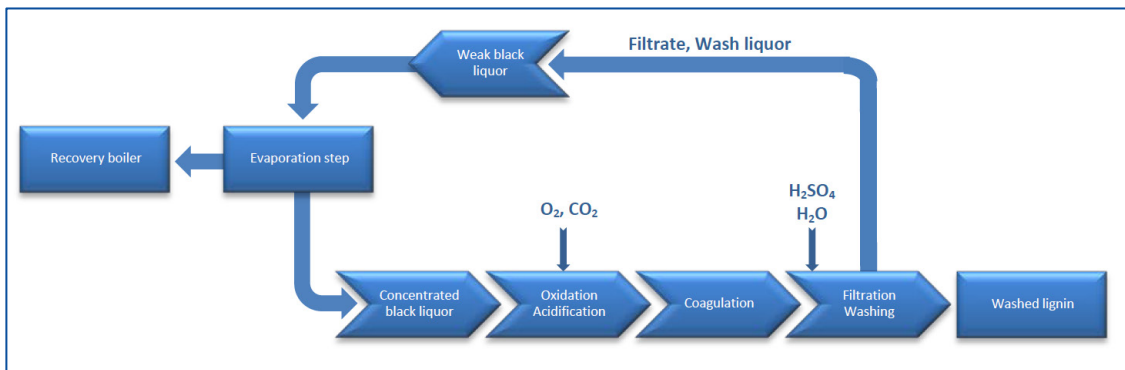 Weak black
liquor
Filtrate, Wash liquor
Recovery boiler
Evaporation step
O₂, CO₂
H₂SO₄
H₂O
Concentrated
black liquor
Oxidation
Acidification
Coagulation
Filtration
Washing
Washed lignin